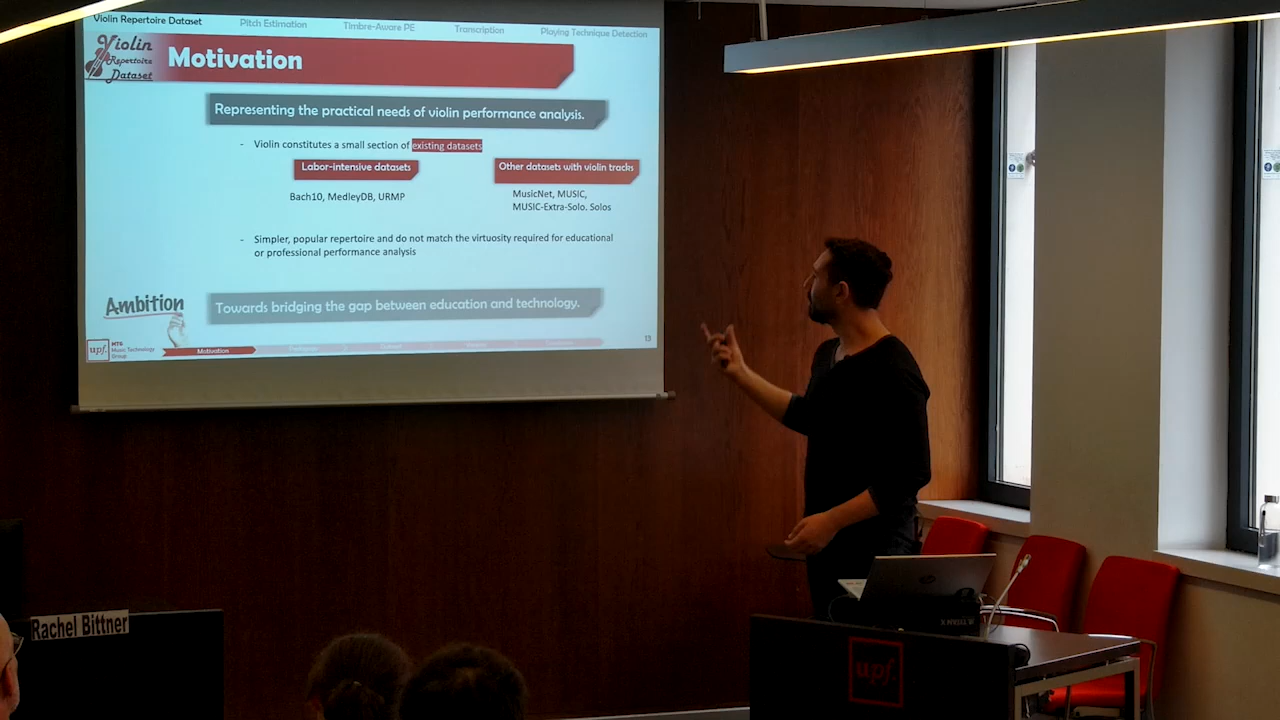 Violin Repertoire Dataset
Pitch Estimation
Timbre-Aware PE
Transcription
Playing Technique Detection
Violin
Repertoire
Dataset
Motivation
Representing the practical needs of violin performance analysis.
- Violin constitutes a small section of existing datasets
Labor-intensive datasets
Other datasets with violin tracks
Bach10, MedleyDB, URMP
MusicNet, MUSIC,
MUSIC-Extra-Solo. Solos
- Simpler, popular repertoire and do not match the virtuosity required for educational
or professional performance analysis
Ambition
Towards bridging the gap between education and technology.
upf.
MTG
Music Technology
Group
Motivation
13
Rachel Bittner
upf.